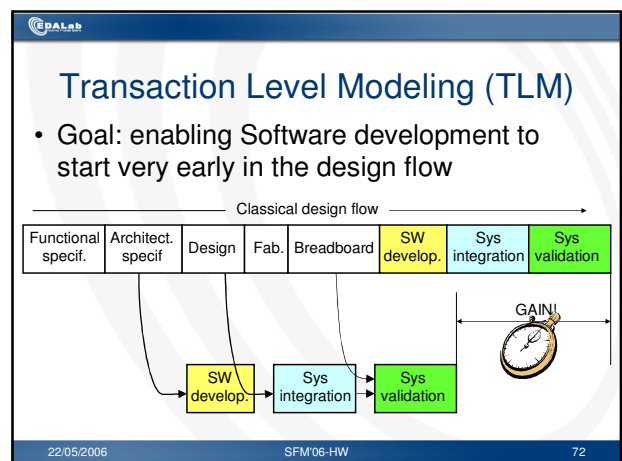 EDALab
Transaction Level Modeling (TLM)
• Goal: enabling Software development to
start very early in the design flow
Classical design flow
Functional specif.
Architect. specif
Design
Fab.
Breadboard
SW develop.
Sys integration
Sys validation
GAIN!
SW develop.
Sys integration
Sys validation
22/05/2006 SFM'06-HW 72